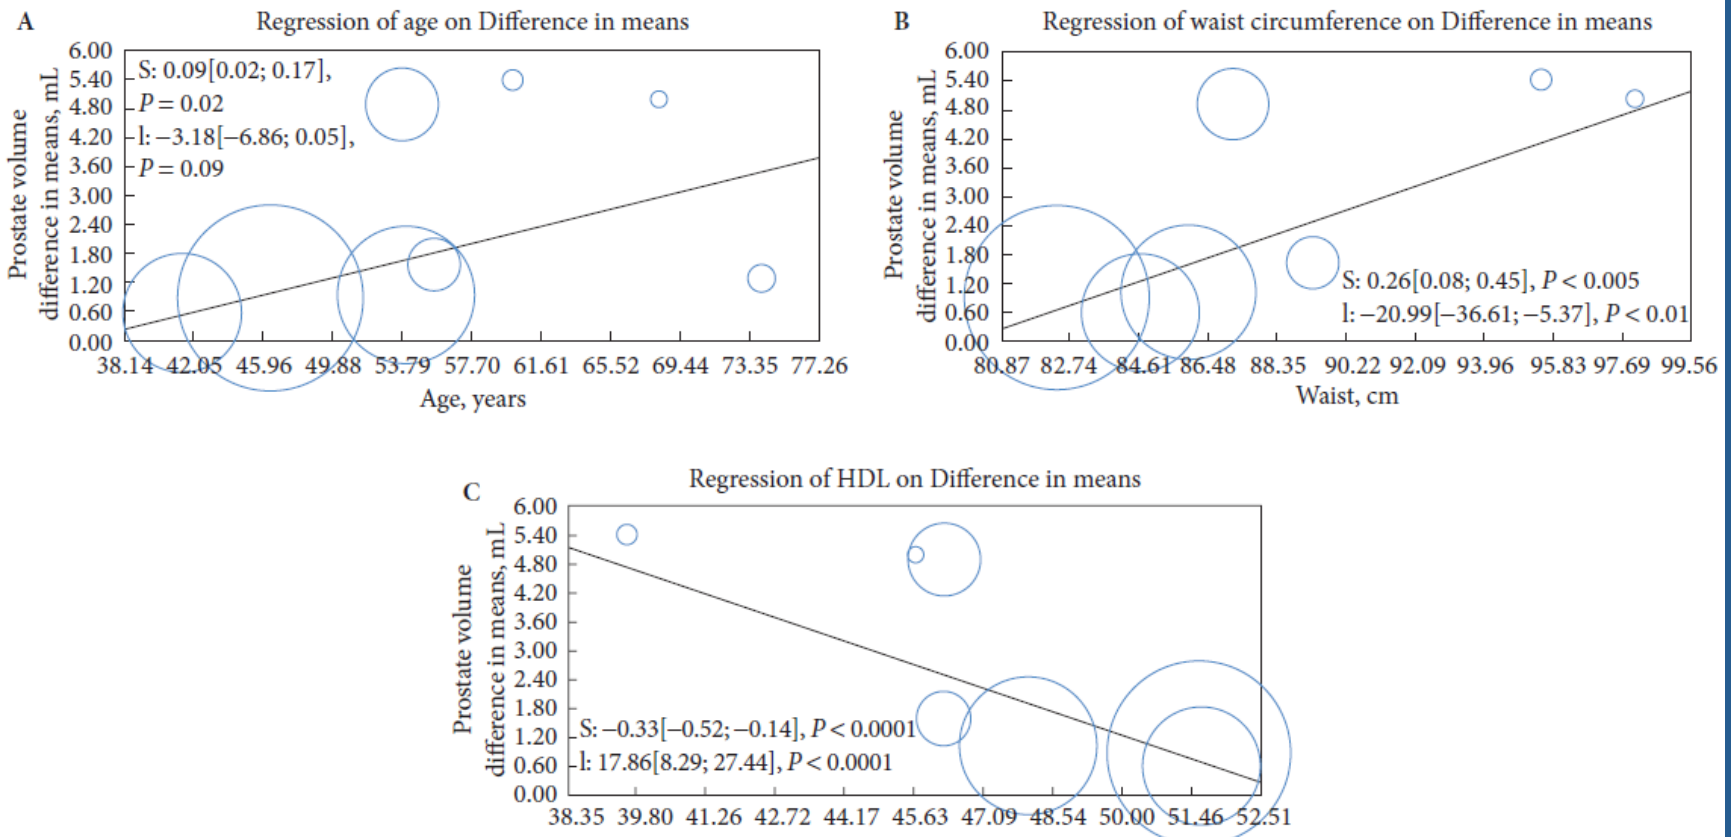 A
Regression of age on Difference in means
Prostate volume
difference in means, mL
6.00
5.40
4.80
4.20
3.60
3.00
2.40
1.80
1.20
0.60
0.00
S: 0.09[0.02; 0.17],
P = 0.02
l: −3.18[−6.86; 0.05],
P = 0.09
38.14 42.05 45.96 49.88 53.79 57.70 61.61 65.52 69.44 73.35 77.26
Age, years
B
Regression of waist circumference on Difference in means
Prostate volume
difference in means, mL
6.00
5.40
4.80
4.20
3.60
3.00
2.40
1.80
1.20
0.60
0.00
S: 0.26[0.08; 0.45], P < 0.005
l: −20.99[−36.61; −5.37], P < 0.01
80.87 82.74 84.61 86.48 88.35 90.22 92.09 93.96 95.83 97.69 99.56
Waist, cm
C
Regression of HDL on Difference in means
Prostate volume
difference in means, mL
6.00
5.40
4.80
4.20
3.60
3.00
2.40
1.80
1.20
0.60
0.00
S: −0.33[−0.52; −0.14], P < 0.0001
l: 17.86[8.29; 27.44], P < 0.0001
38.35 39.80 41.26 42.72 44.17 45.63 47.09 48.54 50.00 51.46 52.51